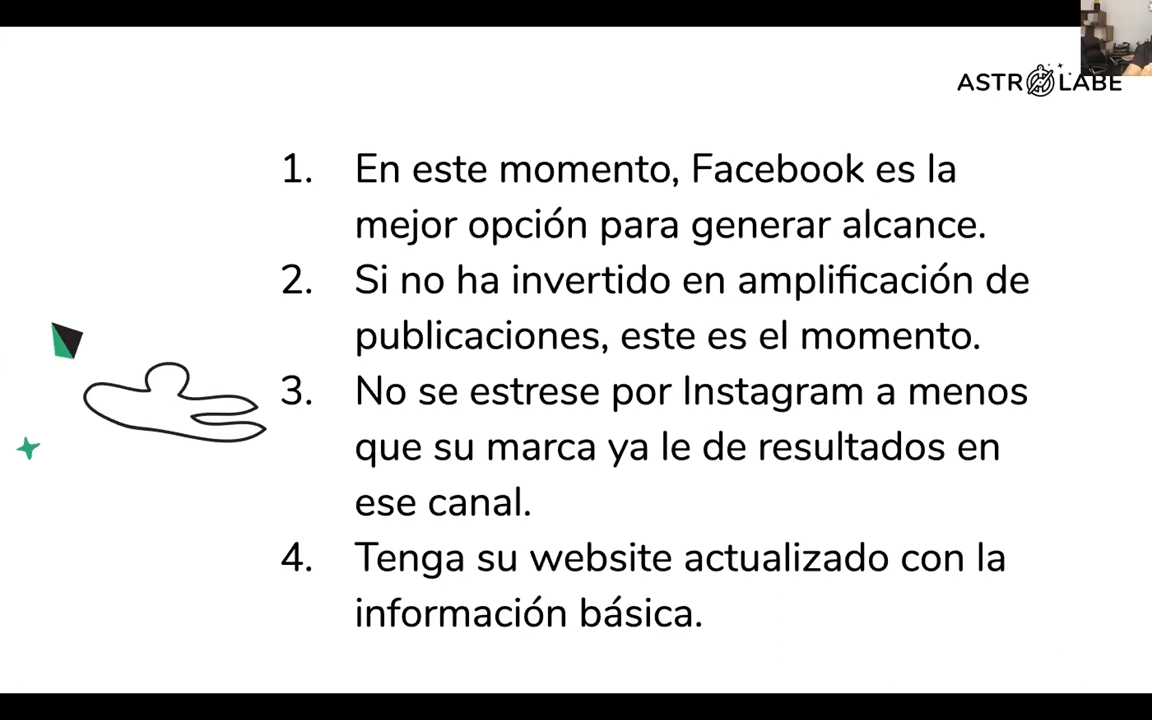 ASTROLABE
1. En este momento, Facebook es la
mejor opción para generar alcance.
2. Si no ha invertido en amplificación de
publicaciones, este es el momento.
3. No se estrese por Instagram a menos
que su marca ya le de resultados en
ese canal.
4. Tenga su website actualizado con la
información básica.